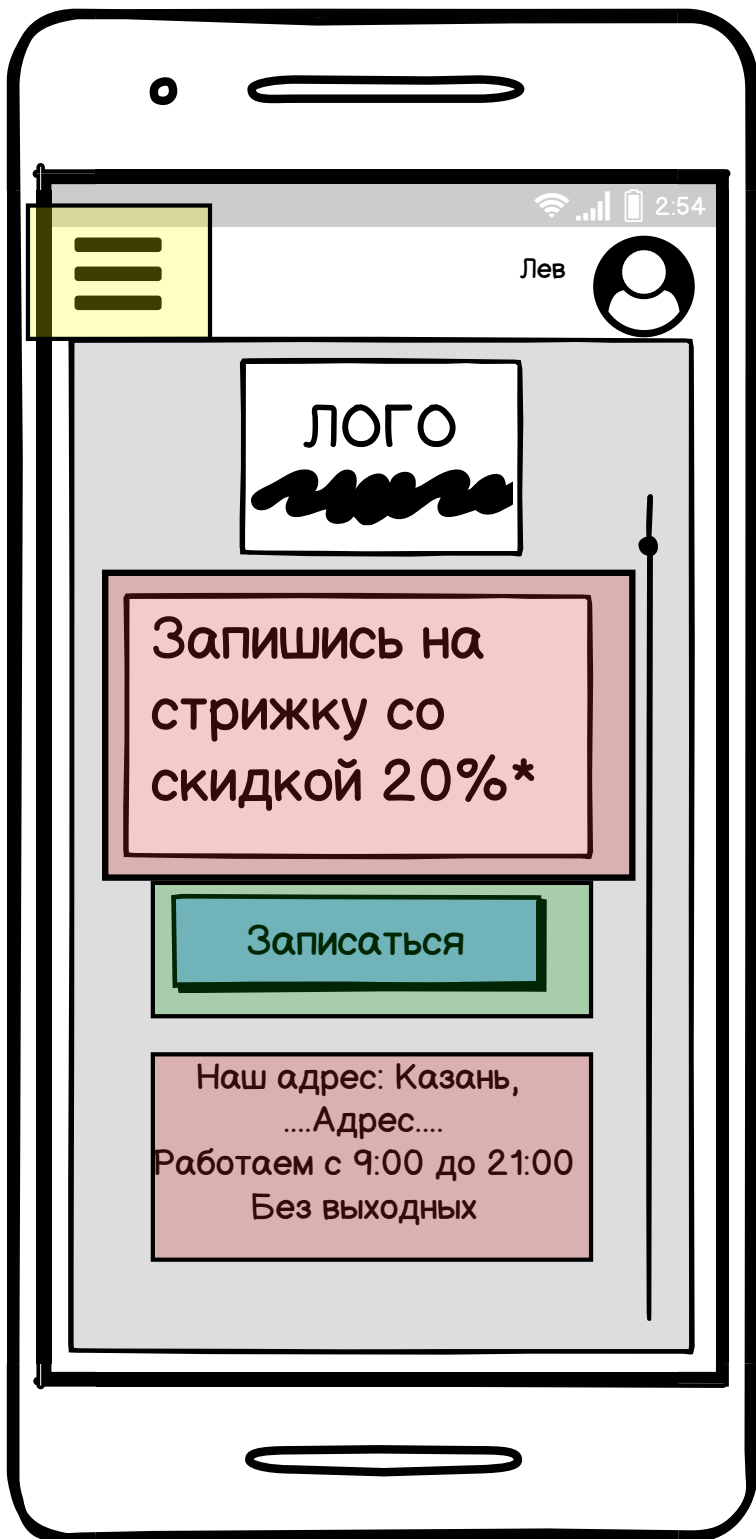 2:54
Лев
ЛОГО
Запишись на
стрижку со
скидкой 20%*
Записаться
Наш адрес: Казань,
....Адрес....
Работаем с 9:00 до 21:00
Без выходных